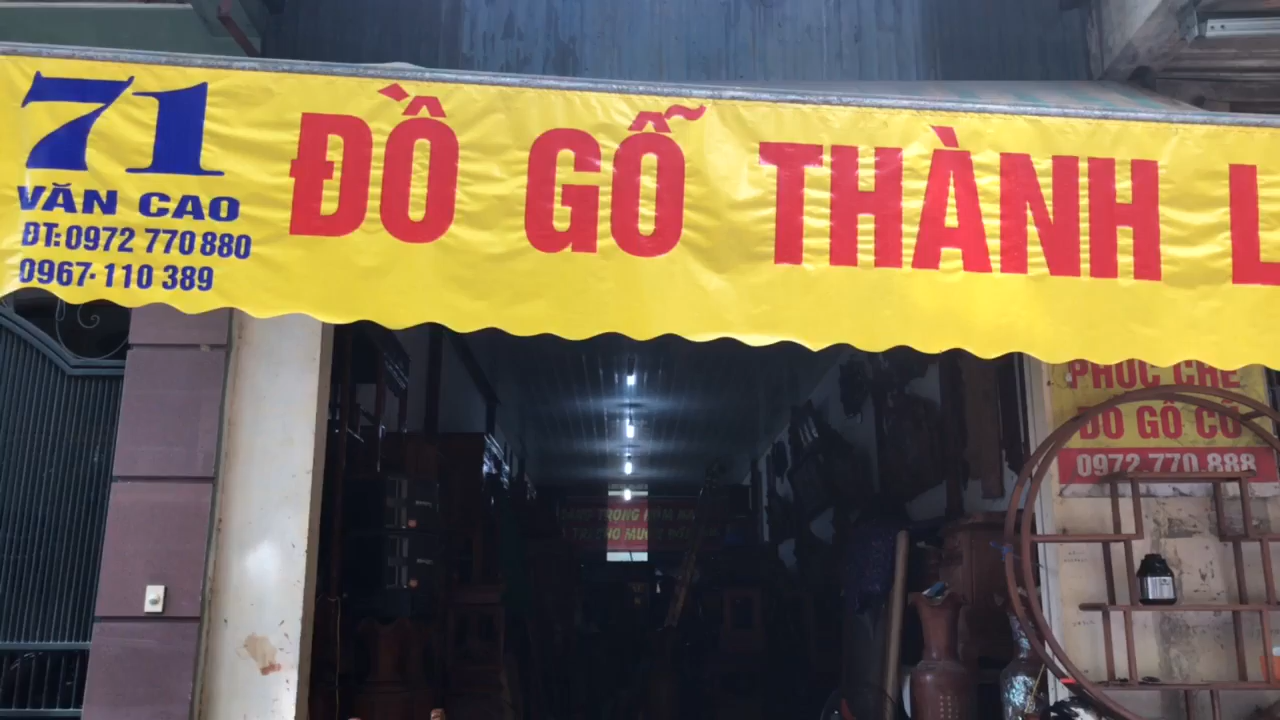 71
VĂN CAO
ĐT: 0972 770 880
0967·110 389
ĐỒ GỖ THÀNH L
PHỤC CHẾ
ĐỒ GỖ CỔ
0972.770.888